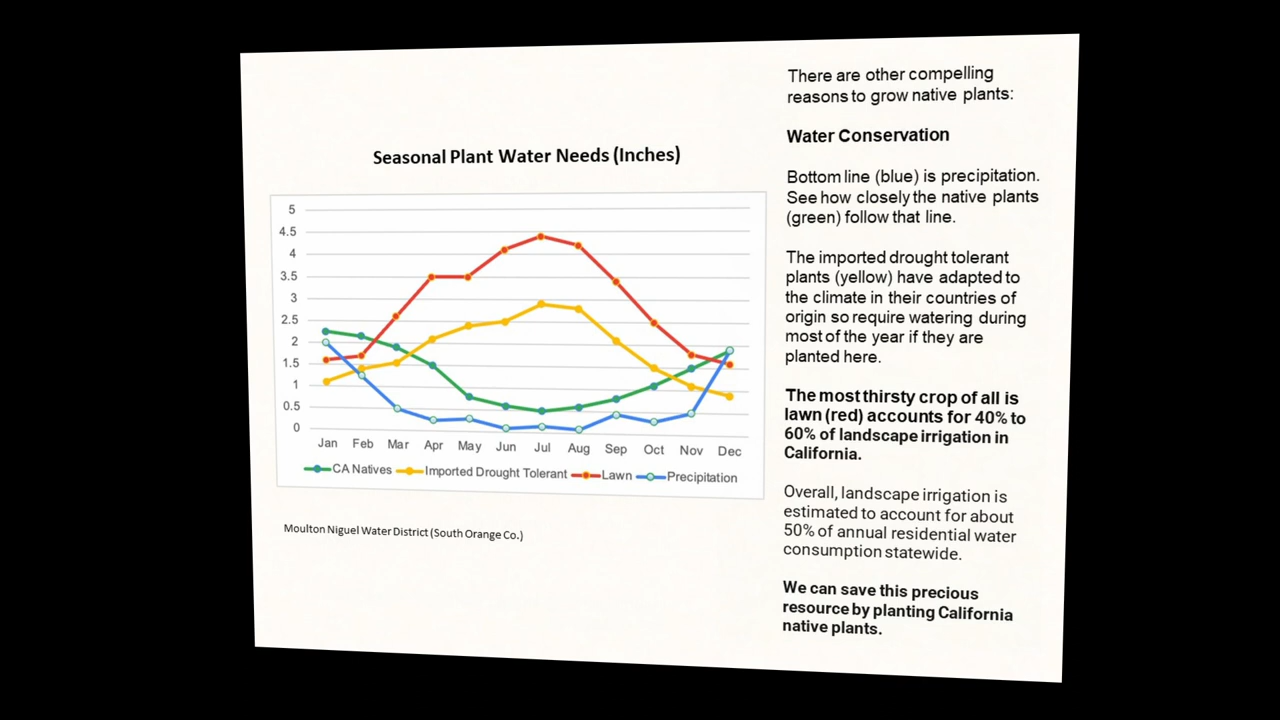 Seasonal Plant Water Needs (Inches)
5
4.5
4
3.5
3
2.5
2
1.5
1
0.5
0
Jan Feb Mar Apr May Jun Jul Aug Sep Oct Nov Dec
CA Natives Imported Drought Tolerant Lawn Precipitation
Moulton Niguel Water District (South Orange Co.)
There are other compelling
reasons to grow native plants:
Water Conservation
Bottom line (blue) is precipitation.
See how closely the native plants
(green) follow that line.
The imported drought tolerant
plants (yellow) have adapted to
the climate in their countries of
origin so require watering during
most of the year if they are
planted here.
The most thirsty crop of all is
lawn (red) accounts for 40% to
60% of landscape irrigation in
California.
Overall, landscape irrigation is
estimated to account for about
50% of annual residential water
consumption statewide.
We can save this precious
resource by planting California
native plants.